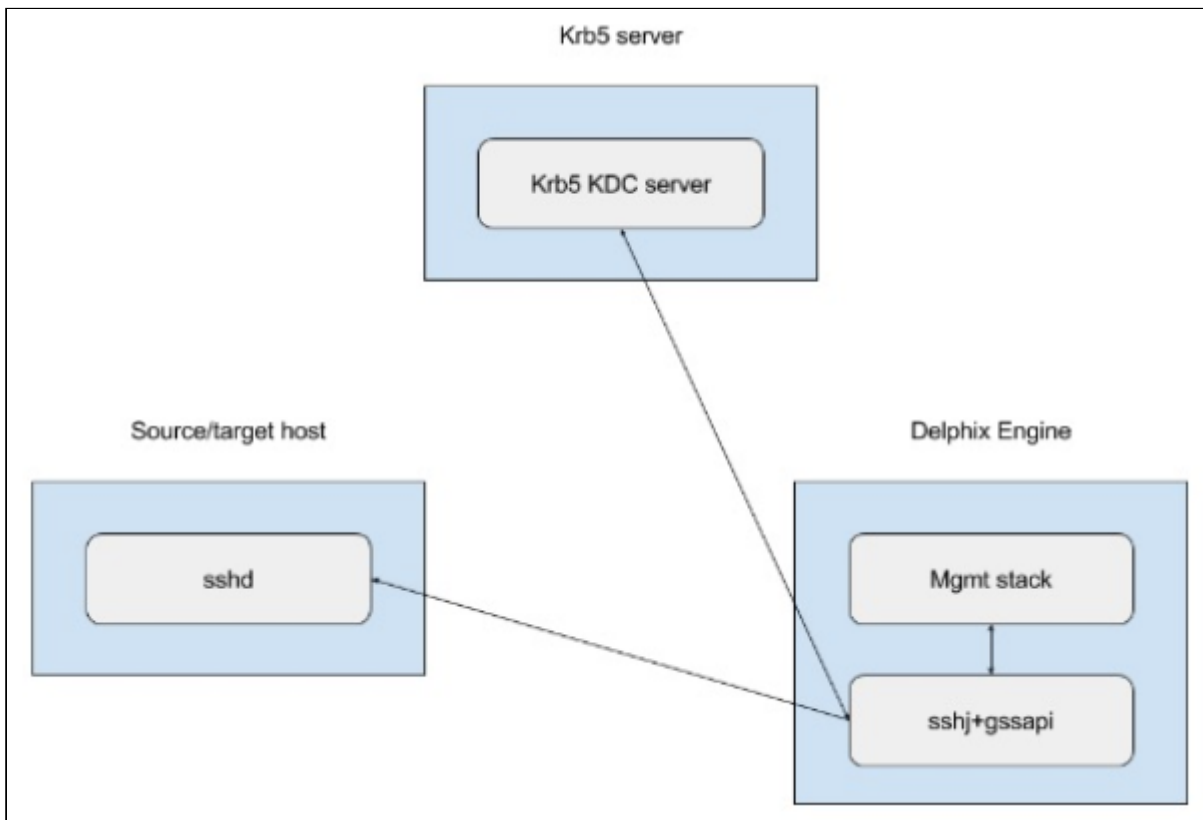 Krb5 server
Krb5 KDC server
Source/target host
Delphix Engine
sshd
Mgmt stack
sshj+gssapi